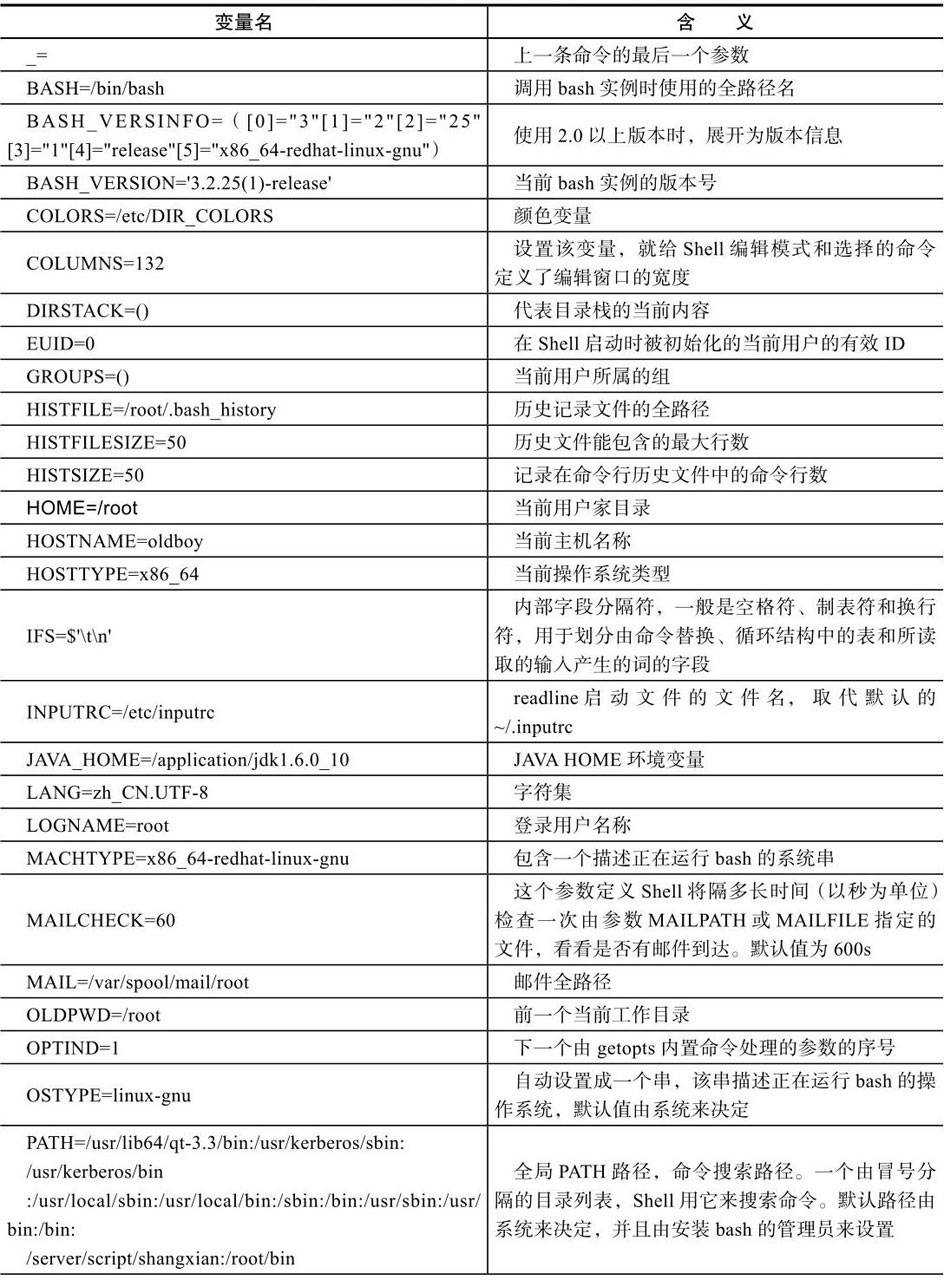 变量名
含 义
_=
上一条命令的最后一个参数
BASH=/bin/bash
调用 bash 实例时使用的全路径名
BASH_VERSINFO=（[0]="3"[1]="2"[2]="25"
[3]="1"[4]="release"[5]="x86_64-redhat-linux-gnu"）
使用 2.0 以上版本时，展开为版本信息
BASH_VERSION='3.2.25(1)-release'
当前 bash 实例的版本号
COLORS=/etc/DIR_COLORS
颜色变量
COLUMNS=132
设置该变量，就给 Shell 编辑模式和选择的命令
定义了编辑窗口的宽度
DIRSTACK=()
代表目录栈的当前内容
EUID=0
在 Shell 启动时被初始化的当前用户的有效 ID
GROUPS=()
当前用户所属的组
HISTFILE=/root/.bash_history
历史记录文件的全路径
HISTFILESIZE=50
历史文件能包含的最大行数
HISTSIZE=50
记录在命令行历史文件中的命令行数
HOME=/root
当前用户家目录
HOSTNAME=oldboy
当前主机名称
HOSTTYPE=x86_64
当前操作系统类型
IFS=$'\t\n'
内部字段分隔符，一般是空格符、制表符和换行
符，用于划分由命令替换、循环结构中的表和所读
取的输入产生的词的字段
INPUTRC=/etc/inputrc
readline 启动文件的文件名，取代默认的
~/.inputrc
JAVA_HOME=/application/jdk1.6.0_10
JAVA HOME 环境变量
LANG=zh_CN.UTF-8
字符集
LOGNAME=root
登录用户名称
MACHTYPE=x86_64-redhat-linux-gnu
包含一个描述正在运行 bash 的系统串
MAILCHECK=60
这个参数定义 Shell 将隔多长时间（以秒为单位）
检查一次由参数 MAILPATH 或 MAILFILE 指定的
文件，看看是否有邮件到达。默认值为 600s
MAIL=/var/spool/mail/root
邮件全路径
OLDPWD=/root
前一个当前工作目录
OPTIND=1
下一个由 getopts 内置命令处理的参数的序号
OSTYPE=linux-gnu
自动设置成一个串，该串描述正在运行 bash 的操
作系统，默认值由系统来决定
PATH=/usr/lib64/qt-3.3/bin:/usr/kerberos/sbin:
/usr/kerberos/bin
:/usr/local/sbin:/usr/local/bin:/sbin:/bin:/usr/sbin:/usr/
bin:/bin:
/server/script/shangxian:/root/bin
全局 PATH 路径，命令搜索路径。一个由冒号分
隔的目录列表，Shell 用它来搜索命令。默认路径由
系统来决定，并且由安装 bash 的管理员来设置